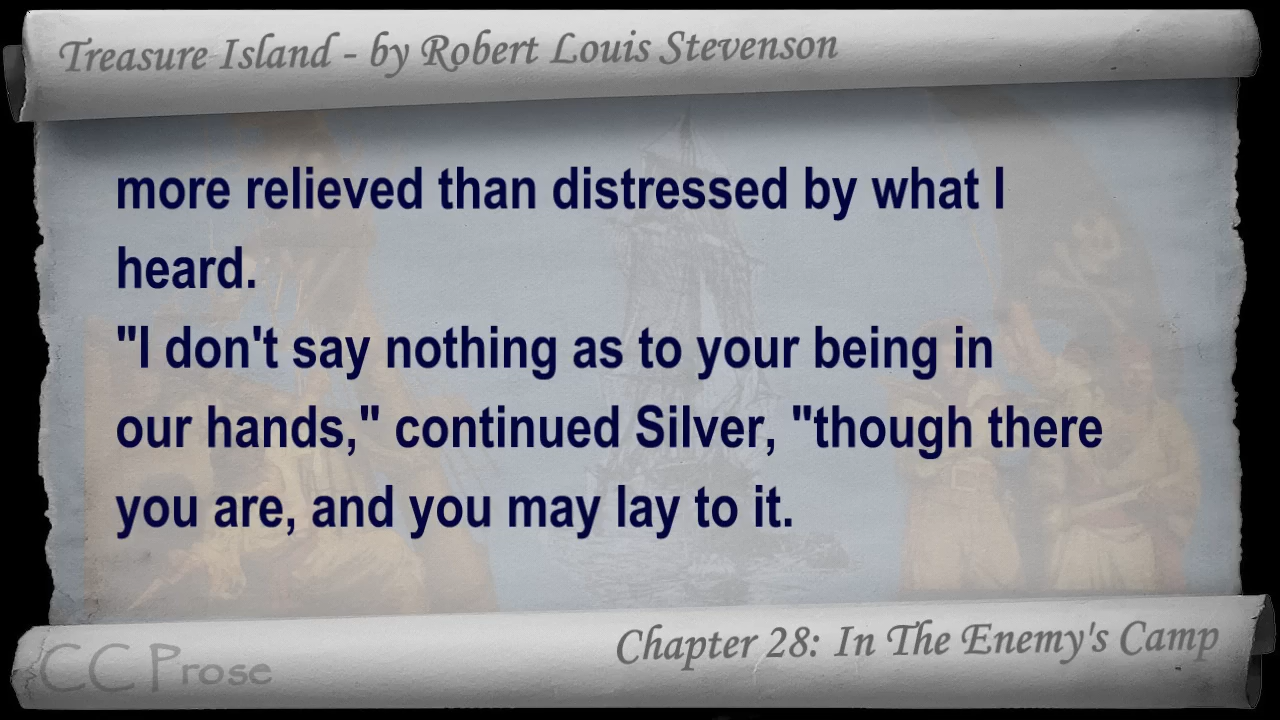 Treasure Island - by Robert Louis Stevenson
more relieved than distressed by what I
heard.
"I don't say nothing as to your being in
our hands," continued Silver, "though there
you are, and you may lay to it.
Chapter 28: In The Enemy's Camp
CC Prose